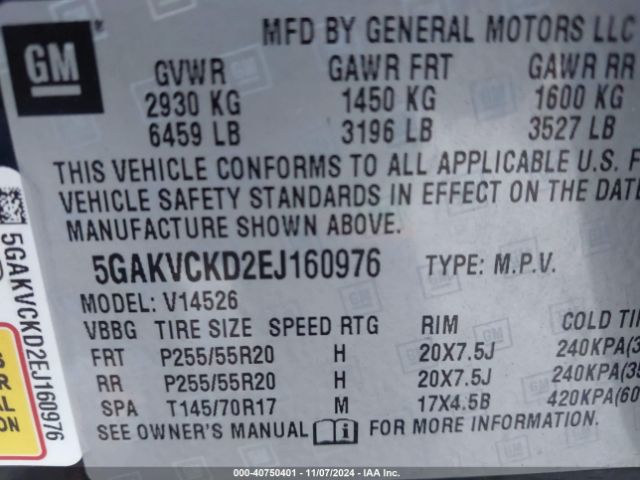 GM
MFD BY GENERAL MOTORS LLC
GVWR GAWR FRT GAWR RR
2930 KG 1450 KG 1600 KG
6459 LB 3196 LB 3527 LB
THIS VEHICLE CONFORMS TO ALL APPLICABLE U.S. F
VEHICLE SAFETY STANDARDS IN EFFECT ON THE DATE
MANUFACTURE SHOWN ABOVE.
5GAKVCKD2EJ160976 TYPE: M.P.V.
MODEL: V14526
VBBG TIRE SIZE SPEED RTG RIM COLD TI
FRT P255/55R20 H 20X7.5J 240KPA(3
RR P255/55R20 H 20X7.5J 240KPA(35
SPA T145/70R17 M 17X4.5B 420KPA(60
SEE OWNER'S MANUAL FOR MORE INFORMATION.
5GAKVCKD2EJ160976
000-40750401 - 11/07/2024 - IAA Inc.